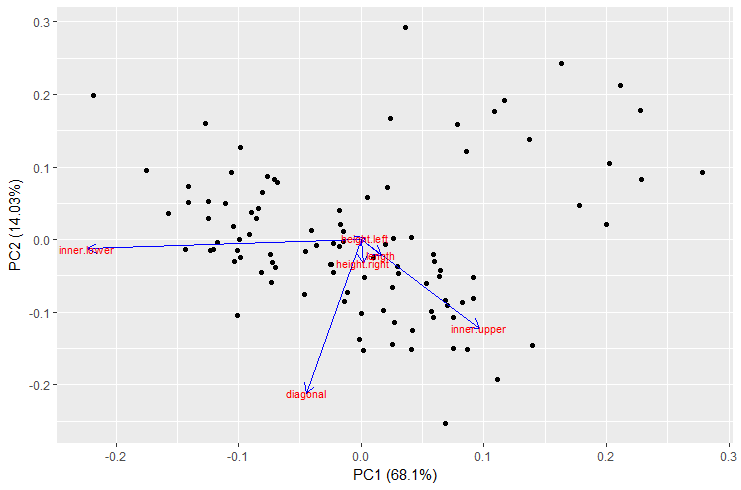 0.3
0.2
0.1
0.0
-0.1
-0.2
PC2 (14.03%)
height.left
inner.lower
length
height.right
inner.upper
diagonal
-0.2
-0.1
0.0
0.1
0.2
0.3
PC1 (68.1%)